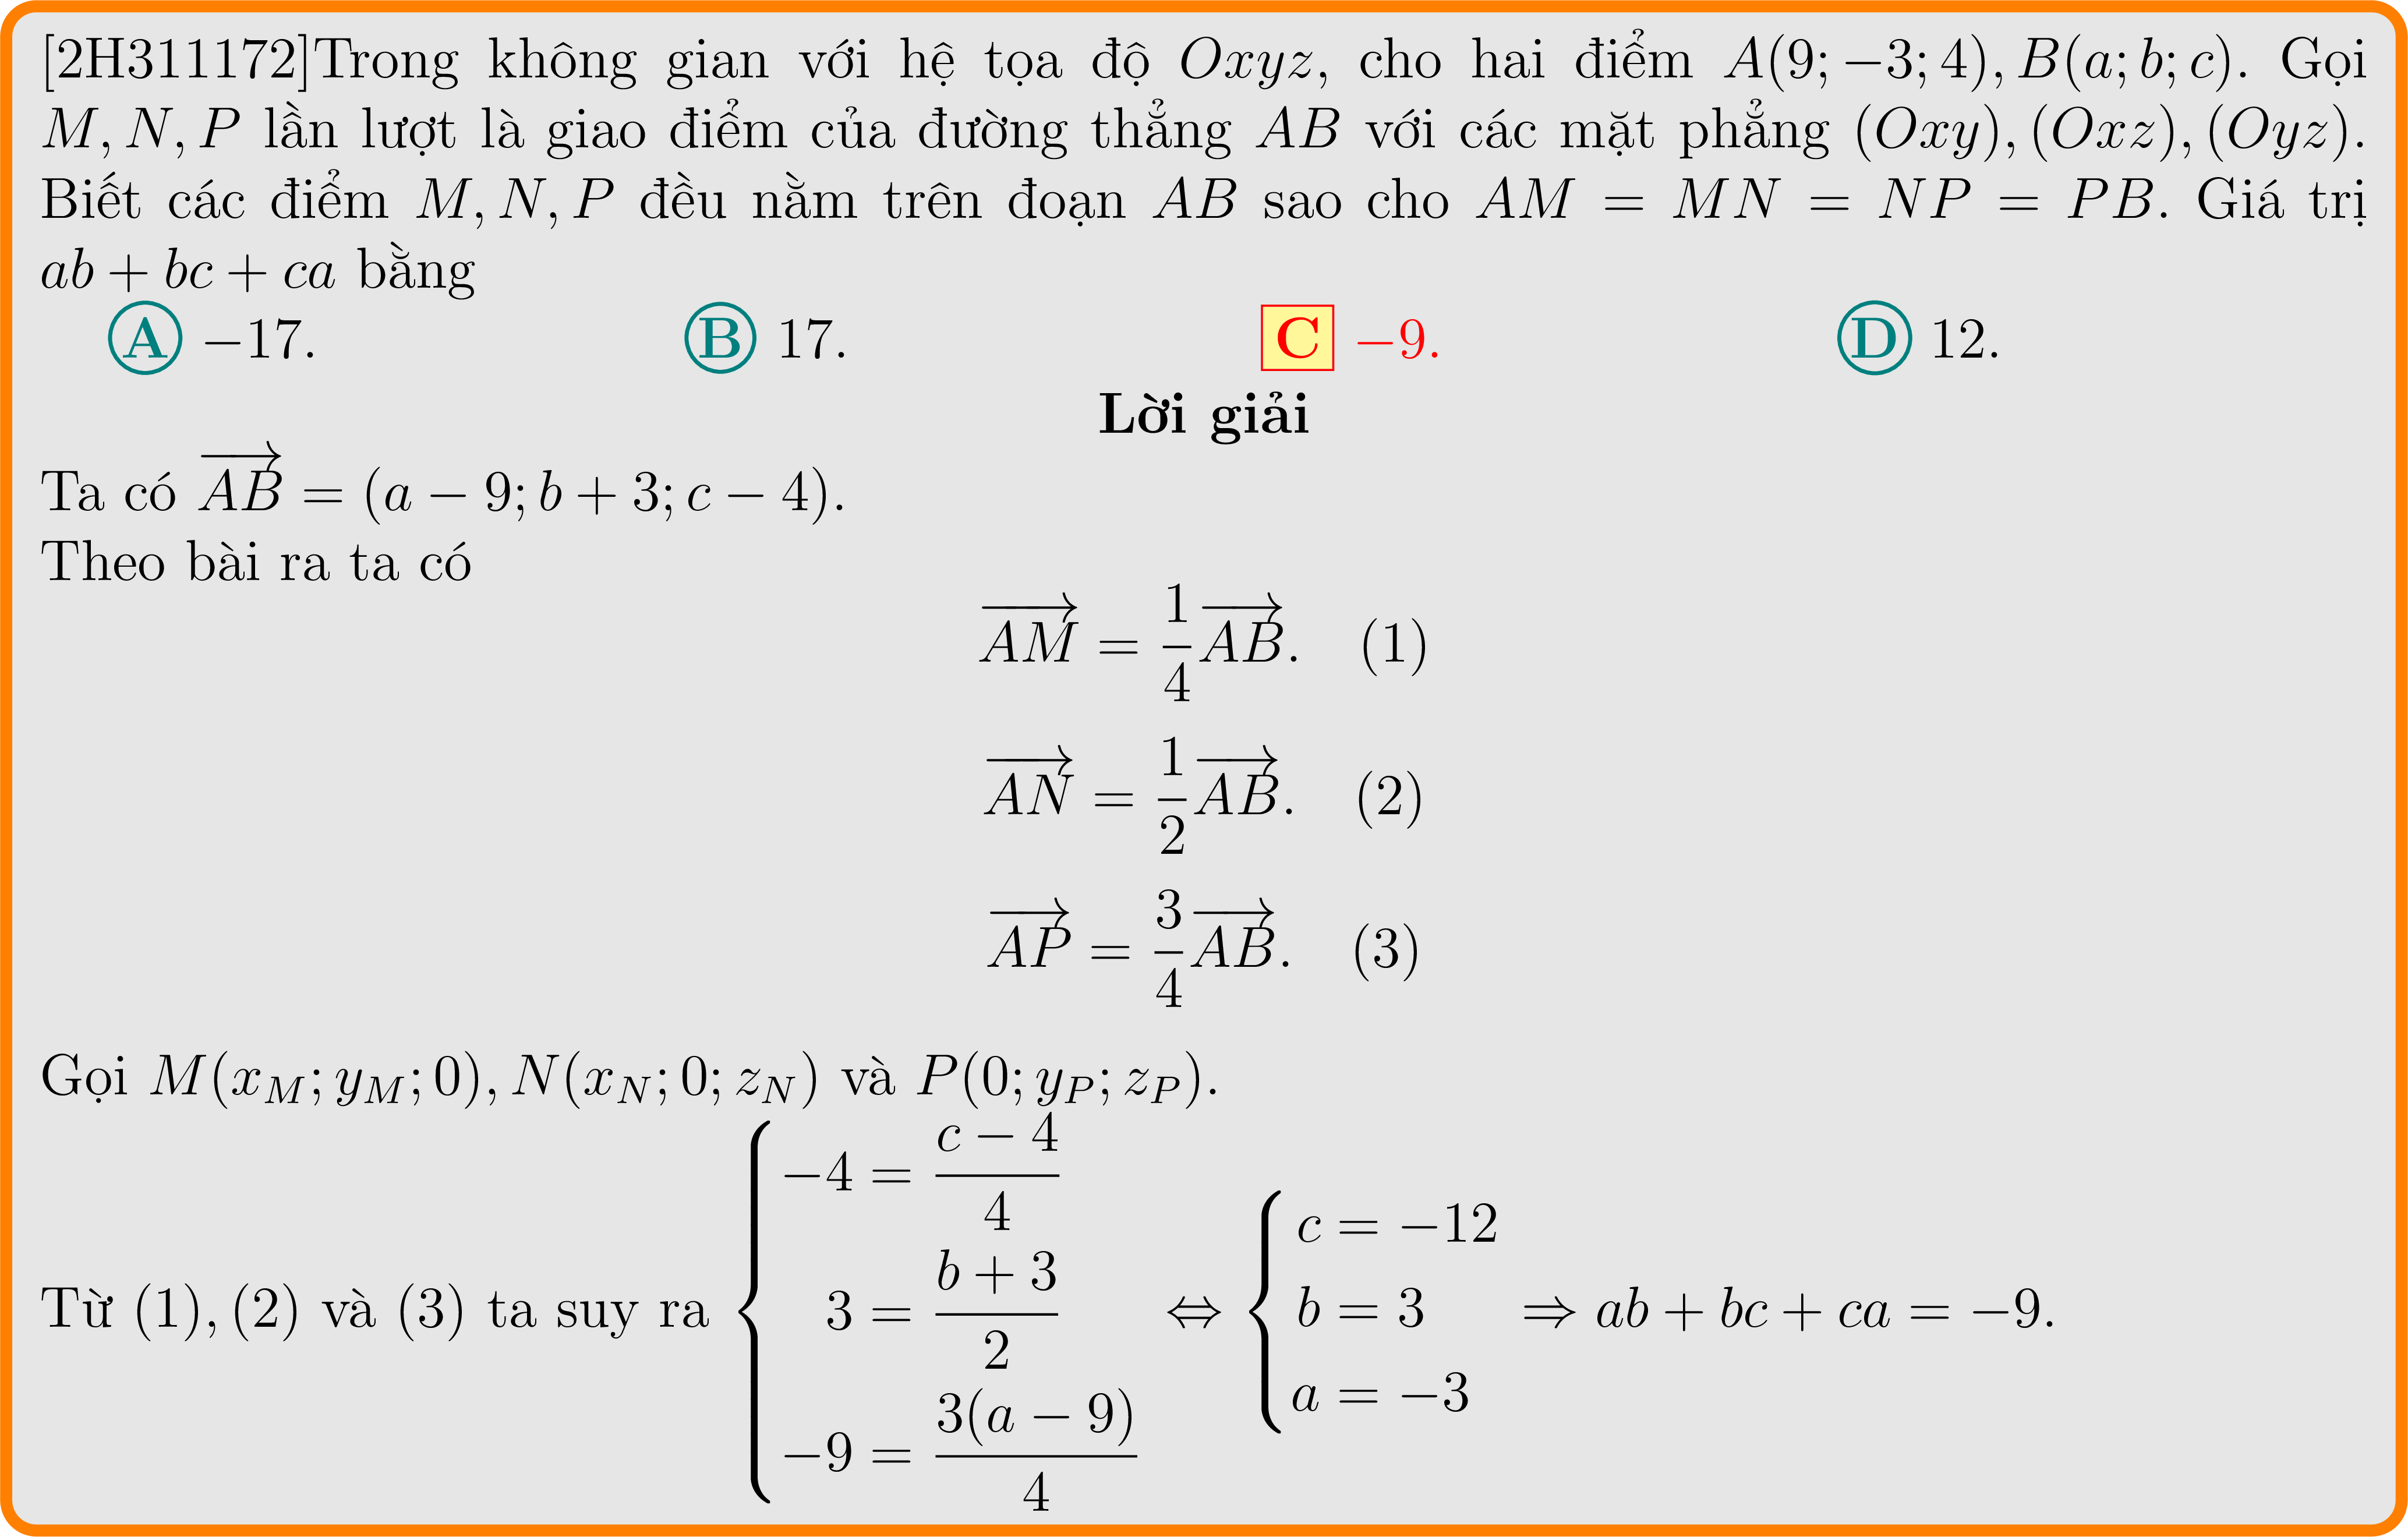 [2H311172]Trong không gian với hệ tọa độ Oxyz, cho hai điểm A(9; −3; 4), B(a; b; c). Gọi
M, N, P lần lượt là giao điểm của đường thẳng AB với các mặt phẳng (Oxy), (Oxz), (Oyz).
Biết các điểm M, N, P đều nằm trên đoạn AB sao cho AM = MN = NP = PB. Giá trị
ab + bc + ca bằng
A −17. B 17. C −9. D 12.
Lời giải
Ta có $\overrightarrow{AB}$ = (a − 9; b + 3; c − 4).
Theo bài ra ta có
$\overrightarrow{AM} = \frac{1}{4}\overrightarrow{AB}$. (1)
$\overrightarrow{AN} = \frac{1}{2}\overrightarrow{AB}$. (2)
$\overrightarrow{AP} = \frac{3}{4}\overrightarrow{AB}$. (3)
Gọi $M(x_M; y_M; 0), N(x_N; 0; z_N)$ và $P(0; y_P; z_P)$.
Từ (1), (2) và (3) ta suy ra $\begin{cases} -4 = \frac{c-4}{4} \\ 3 = \frac{b+3}{2} \\ -9 = \frac{3(a-9)}{4} \end{cases} \Leftrightarrow \begin{cases} c = -12 \\ b = 3 \\ a = -3 \end{cases} \Rightarrow ab + bc + ca = -9.$